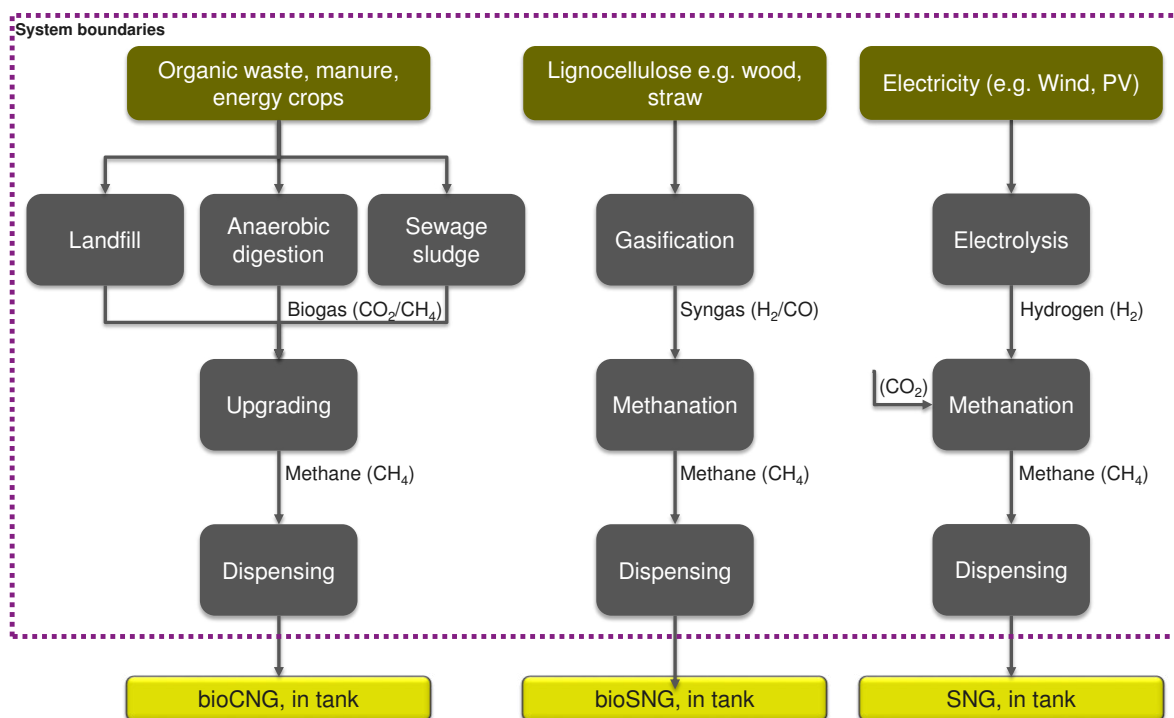 System boundaries
Organic waste, manure,
energy crops
Lignocellulose e.g. wood,
straw
Electricity (e.g. Wind, PV)
Landfill
Anaerobic
digestion
Sewage
sludge
Gasification
Electrolysis
Biogas (CO₂/CH₄)
Syngas (H₂/CO)
Hydrogen (H₂)
Upgrading
Methanation
(CO₂)
Methanation
Methane (CH₄)
Methane (CH₄)
Methane (CH₄)
Dispensing
Dispensing
Dispensing
bioCNG, in tank
bioSNG, in tank
SNG, in tank